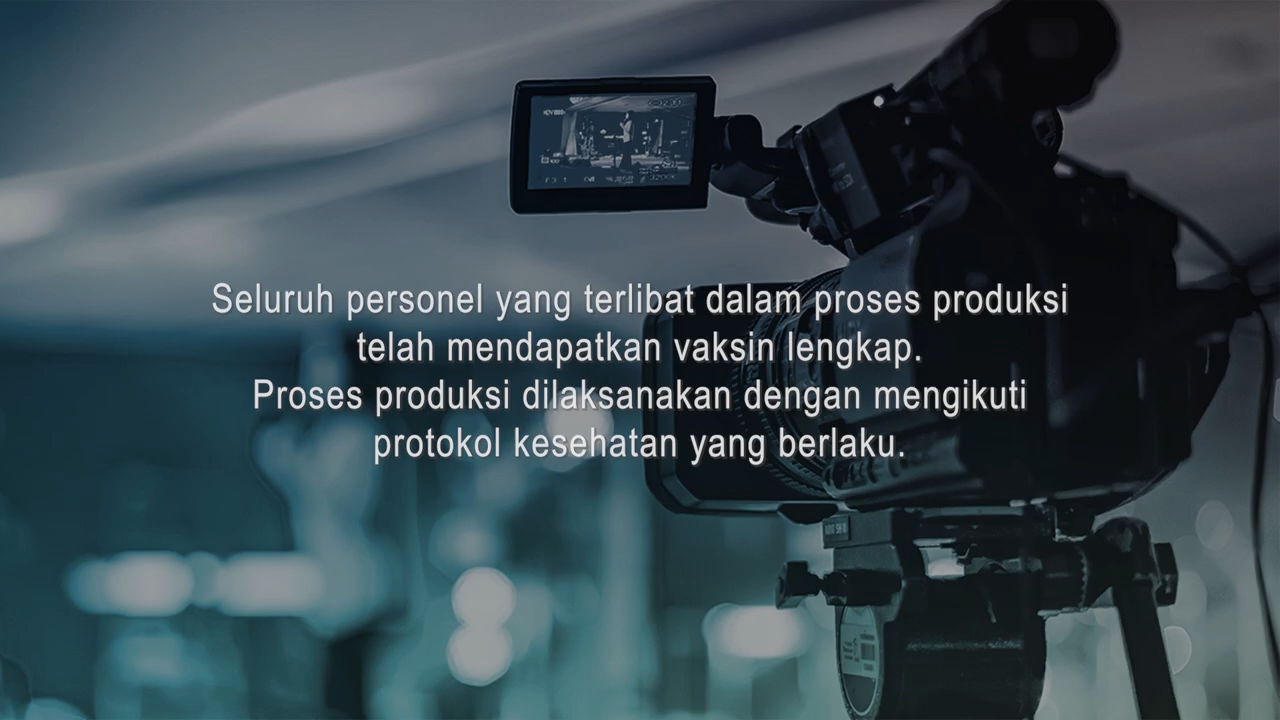 Seluruh personel yang terlibat dalam proses produksi
telah mendapatkan vaksin lengkap.
Proses produksi dilaksanakan dengan mengikuti
protokol kesehatan yang berlaku.